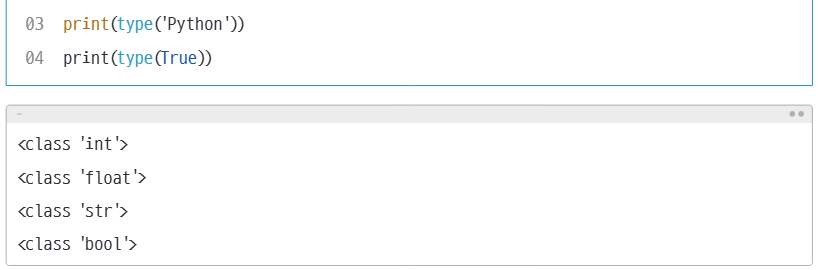 03 print(type('Python'))
04 print(type(True))
<class 'int'>
<class 'float'>
<class 'str'>
<class 'bool'>